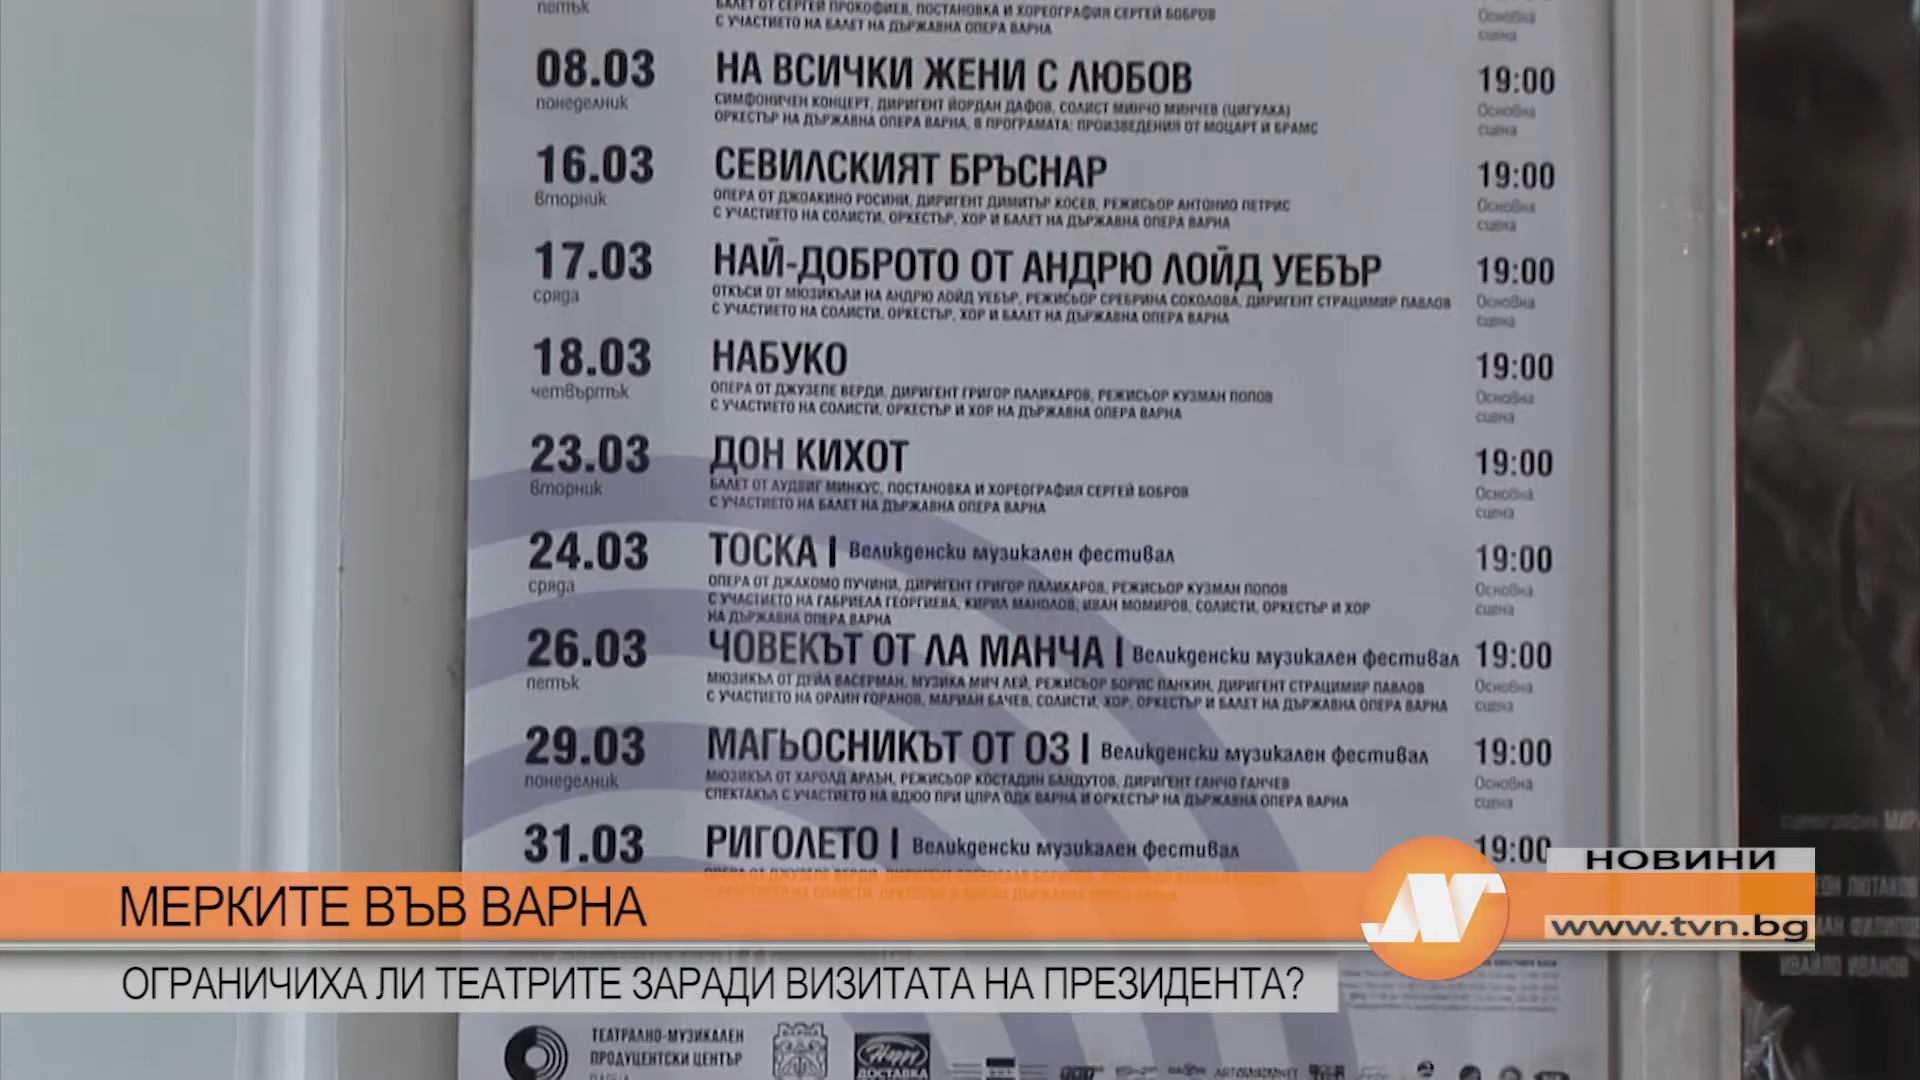 петък
БАЛЕТ ОТ СЕРГЕЙ ПРОКОФИЕВ, ПОСТАНОВКА И ХОРЕОГРАФИЯ СЕРГЕЙ БОБРОВ
С УЧАСТИЕТО НА БАЛЕТ НА ДЪРЖАВНА ОПЕРА ВАРНА
Основна
сцена
08.03
понеделник
НА ВСИЧКИ ЖЕНИ С ЛЮБОВ
СИМФОНИЧЕН КОНЦЕРТ, ДИРИГЕНТ ЙОРДАН ДАФОВ, СОЛИСТ МИНЧО МИНЧЕВ (ЦИГУЛКА)
ОРКЕСТЪР НА ДЪРЖАВНА ОПЕРА ВАРНА, В ПРОГРАМАТА: ПРОИЗВЕДЕНИЯ ОТ МОЦАРТ И БРАМС
19:00
Основна
сцена
16.03
вторник
СЕВИЛСКИЯТ БРЪСНАР
ОПЕРА ОТ ДЖОАКИНО РОСИНИ, ДИРИГЕНТ ДИМИТЪР КОСЕВ, РЕЖИСЬОР АНТОНИО ПЕТРИС
С УЧАСТИЕТО НА СОЛИСТИ, ОРКЕСТЪР, ХОР И БАЛЕТ НА ДЪРЖАВНА ОПЕРА ВАРНА
19:00
Основна
сцена
17.03
сряда
НАЙ-ДОБРОТО ОТ АНДРЮ ЛОЙД УЕБЪР
ОТКЪСИ ОТ МЮЗИКЪЛИ НА АНДРЮ ЛОЙД УЕБЪР, РЕЖИСЬОР СРЕБРИНА СОКОЛОВА, ДИРИГЕНТ СТРАЦИМИР ПАВЛОВ
С УЧАСТИЕТО НА СОЛИСТИ, ОРКЕСТЪР, ХОР И БАЛЕТ НА ДЪРЖАВНА ОПЕРА ВАРНА
19:00
Основна
сцена
18.03
четвъртък
НАБУКО
ОПЕРА ОТ ДЖУЗЕПЕ ВЕРДИ, ДИРИГЕНТ ГРИГОР ПАЛИКАРОВ, РЕЖИСЬОР КУЗМАН ПОПОВ
С УЧАСТИЕТО НА СОЛИСТИ, ОРКЕСТЪР И ХОР НА ДЪРЖАВНА ОПЕРА ВАРНА
19:00
Основна
сцена
23.03
вторник
ДОН КИХОТ
БАЛЕТ ОТ ЛУДВИГ МИНКУС, ПОСТАНОВКА И ХОРЕОГРАФИЯ СЕРГЕЙ БОБРОВ
С УЧАСТИЕТО НА БАЛЕТ НА ДЪРЖАВНА ОПЕРА ВАРНА
19:00
Основна
сцена
24.03
сряда
ТОСКА | Великденски музикален фестивал
ОПЕРА ОТ ДЖАКОМО ПУЧИНИ, ДИРИГЕНТ ГРИГОР ПАЛИКАРОВ, РЕЖИСЬОР КУЗМАН ПОПОВ
С УЧАСТИЕТО НА ГАБРИЕЛА ГЕОРГИЕВА, КИРИЛ МАНОЛОВ, ИВАН МОМИРОВ, СОЛИСТИ, ОРКЕСТЪР И ХОР
НА ДЪРЖАВНА ОПЕРА ВАРНА
19:00
Основна
сцена
26.03
петък
ЧОВЕКЪТ ОТ ЛА МАНЧА | Великденски музикален фестивал
МЮЗИКЪЛ ОТ ДЕЙЛ ВАСЕРМАН, МУЗИКА МИЧ ЛЕЙ, РЕЖИСЬОР БОРИС ПАНКИН, ДИРИГЕНТ СТРАЦИМИР ПАВЛОВ
С УЧАСТИЕТО НА ОРЛИН ГОРАНОВ, МАРИАН БАЧЕВ, СОЛИСТИ, ХОР, ОРКЕСТЪР И БАЛЕТ НА ДЪРЖАВНА ОПЕРА ВАРНА
19:00
Основна
сцена
29.03
понеделник
МАГЬОСНИКЪТ ОТ ОЗ | Великденски музикален фестивал
МЮЗИКЪЛ ОТ ХАРОЛД АРЛЪН, РЕЖИСЬОР КОСТАДИН БАНДУТОВ, ДИРИГЕНТ ГАНЧО ГАНЧЕВ
СПЕКТАКЪЛ С УЧАСТИЕТО НА ВДЮО ПРИ ЦПРЛ ОДК ВАРНА И ОРКЕСТЪР НА ДЪРЖАВНА ОПЕРА ВАРНА
19:00
Основна
сцена
31.03
РИГОЛЕТО | Великденски музикален фестивал
19:00
НОВИНИ
www.tvn.bg
МЕРКИТЕ ВЪВ ВАРНА
ОГРАНИЧИХА ЛИ ТЕАТРИТЕ ЗАРАДИ ВИЗИТАТА НА ПРЕЗИДЕНТА?
ЛЮТАКОВ
ИВАЙЛО ИВАНОВ
ТЕАТРАЛНО-МУЗИКАЛЕН
ПРОДУЦЕНТСКИ ЦЕНТЪР
ВАРНА
ДОСТАВКА